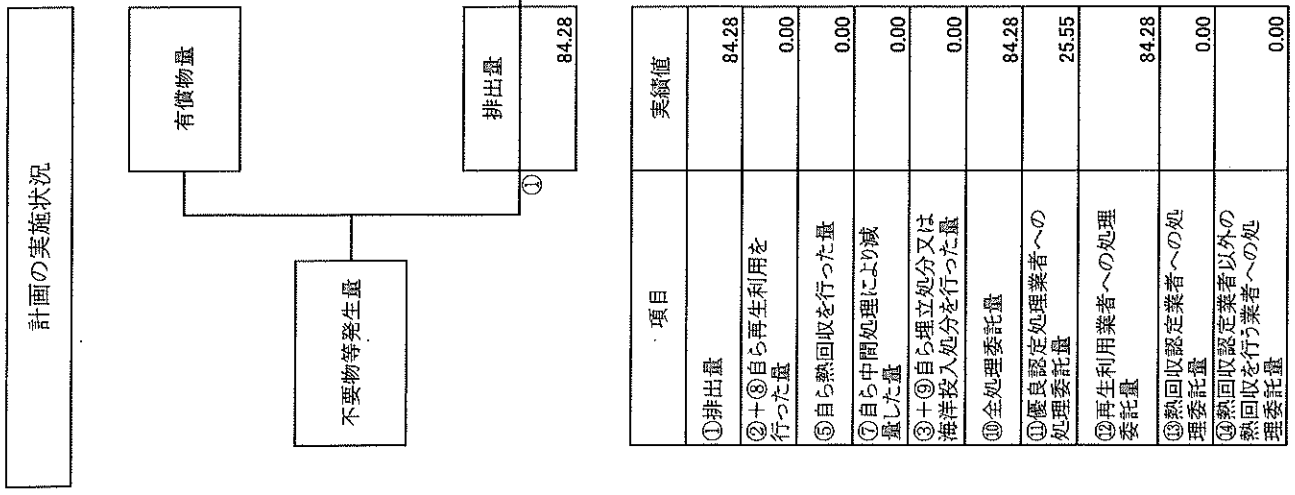 計画の実施状況
有償物量
不要物等発生量
①
排出量
84.28
項目
実績値
①排出量
84.28
②+⑧自ら再生利用を
行った量
0.00
⑤自ら熱回収を行った量
0.00
⑦自ら中間処理により減
量した量
0.00
③+⑨自ら埋立処分又は
海洋投入処分を行った量
0.00
⑩全処理委託量
84.28
⑪優良認定処理業者への
処理委託量
25.55
⑫再生利用業者への処理
委託量
84.28
⑬熱回収認定業者への処
理委託量
0.00
⑭熱回収認定業者以外の
熱回収を行う業者への処
理委託量
0.00